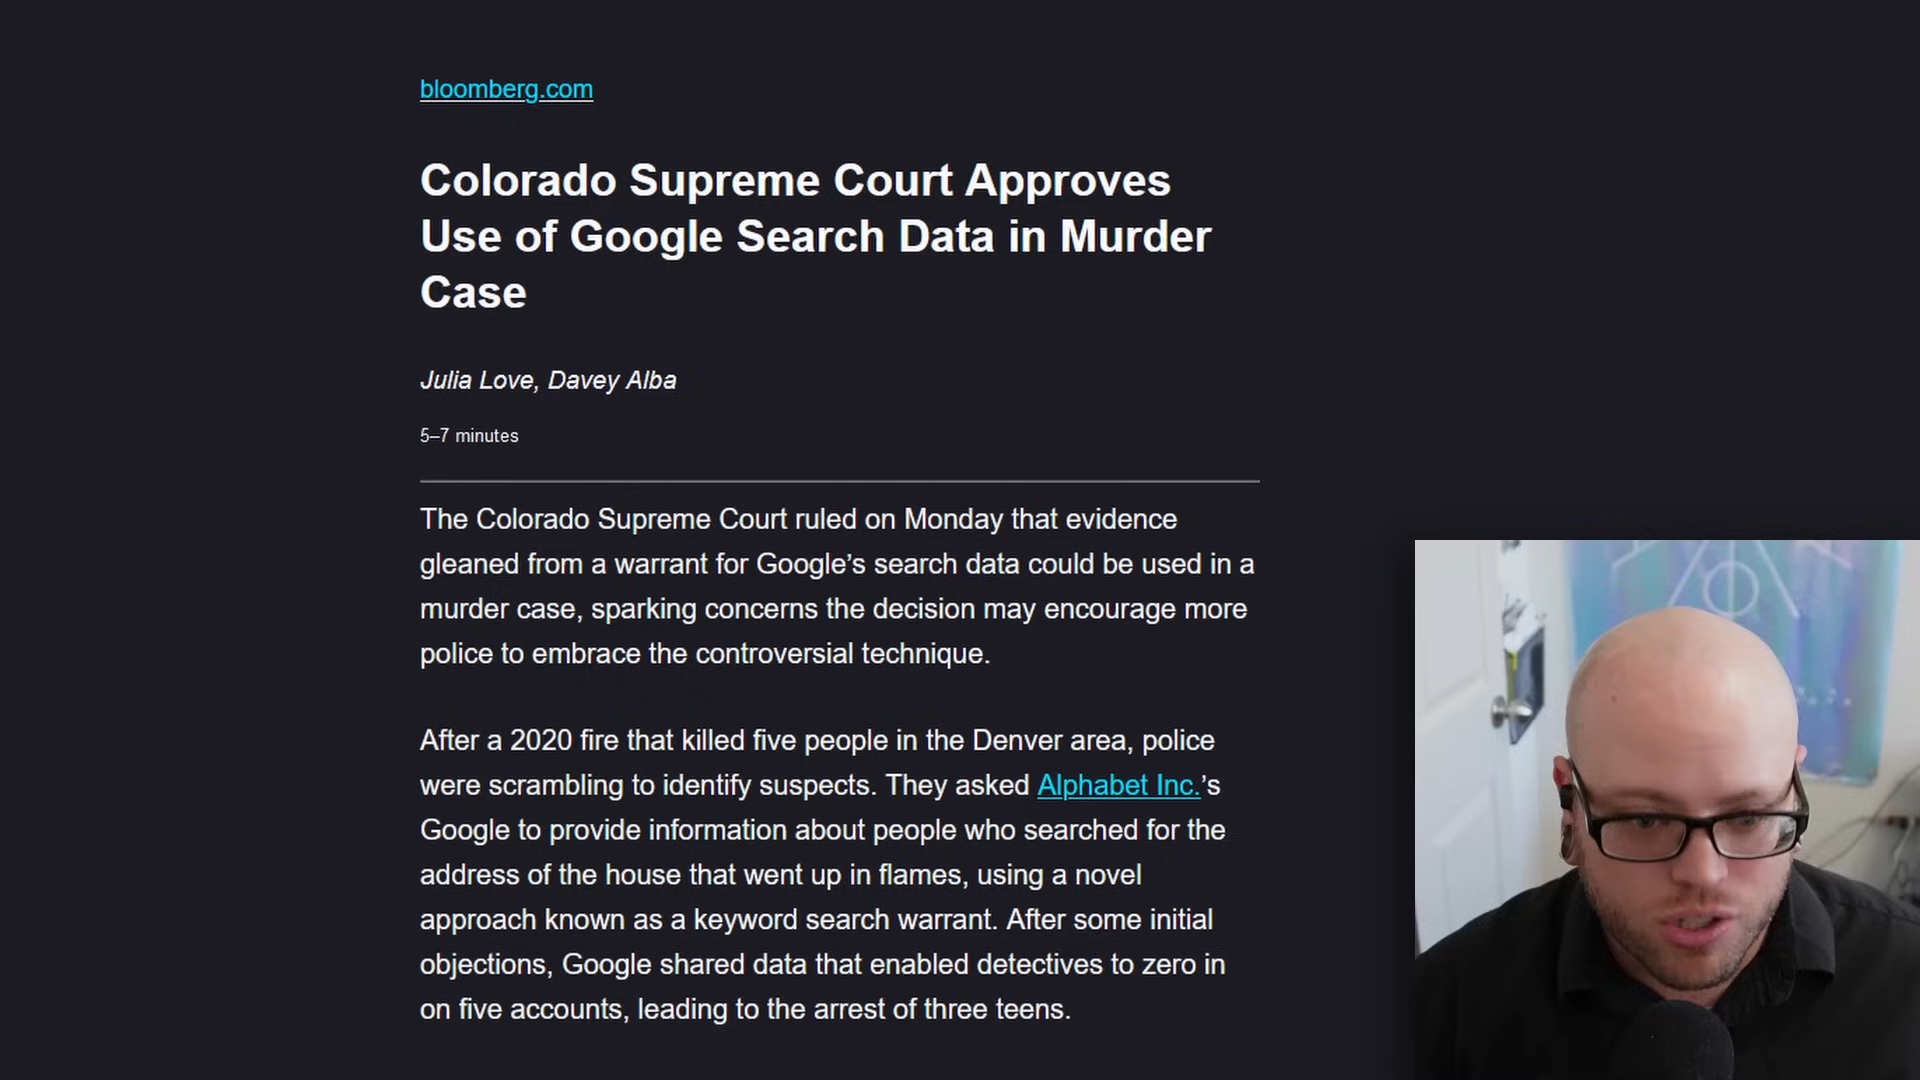 bloomberg.com
Colorado Supreme Court Approves
Use of Google Search Data in Murder
Case
Julia Love, Davey Alba
5–7 minutes
The Colorado Supreme Court ruled on Monday that evidence
gleaned from a warrant for Google’s search data could be used in a
murder case, sparking concerns the decision may encourage more
police to embrace the controversial technique.
After a 2020 fire that killed five people in the Denver area, police
were scrambling to identify suspects. They asked Alphabet Inc.’s
Google to provide information about people who searched for the
address of the house that went up in flames, using a novel
approach known as a keyword search warrant. After some initial
objections, Google shared data that enabled detectives to zero in
on five accounts, leading to the arrest of three teens.